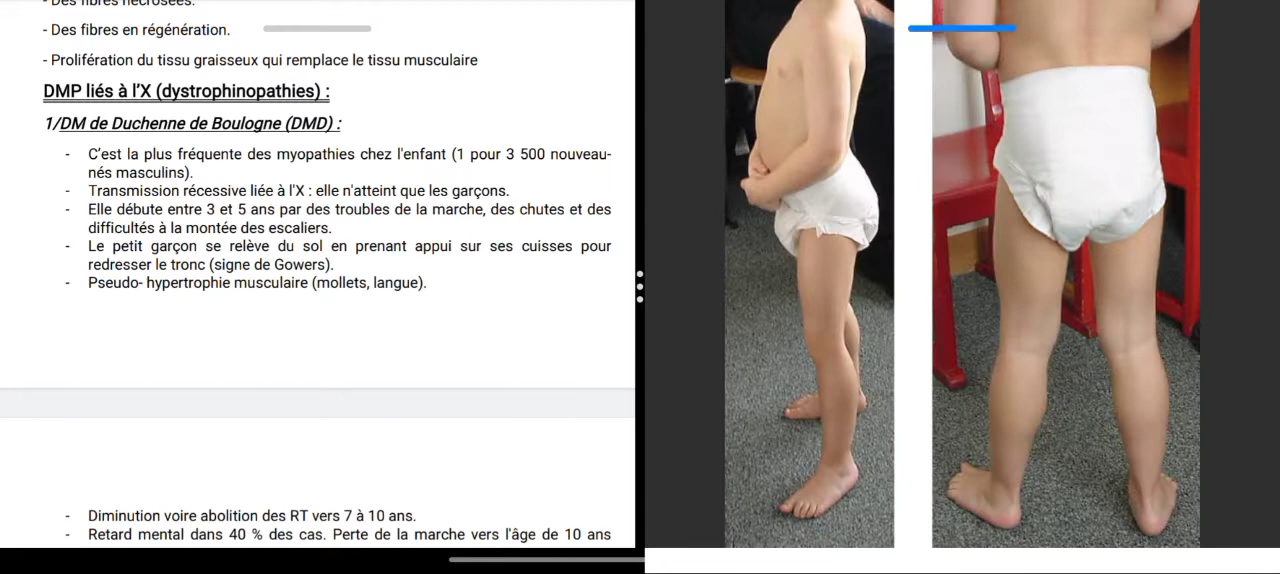 - Des fibres nécrosées.
- Des fibres en régénération.
- Prolifération du tissu graisseux qui remplace le tissu musculaire
DMP liés à l'X (dystrophinopathies) :
1/DM de Duchenne de Boulogne (DMD) :
- C'est la plus fréquente des myopathies chez l'enfant (1 pour 3 500 nouveau-
nés masculins).
- Transmission récessive liée à l'X : elle n'atteint que les garçons.
- Elle débute entre 3 et 5 ans par des troubles de la marche, des chutes et des
difficultés à la montée des escaliers.
- Le petit garçon se relève du sol en prenant appui sur ses cuisses pour
redresser le tronc (signe de Gowers).
- Pseudo- hypertrophie musculaire (mollets, langue).
- Diminution voire abolition des RT vers 7 à 10 ans.
- Retard mental dans 40 % des cas. Perte de la marche vers l'âge de 10 ans